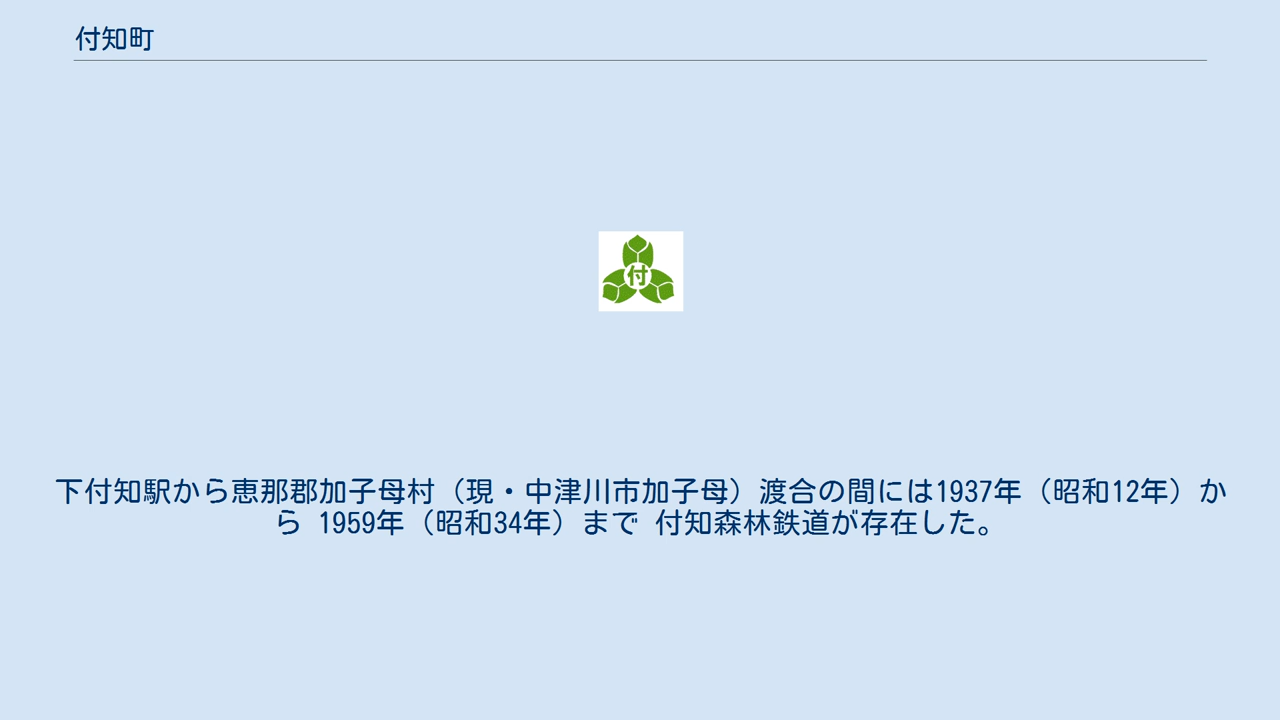 付知町
付
下付知駅から恵那郡加子母村（現・中津川市加子母）渡合の間には1937年（昭和12年）か
ら 1959年（昭和34年）まで 付知森林鉄道が存在した。